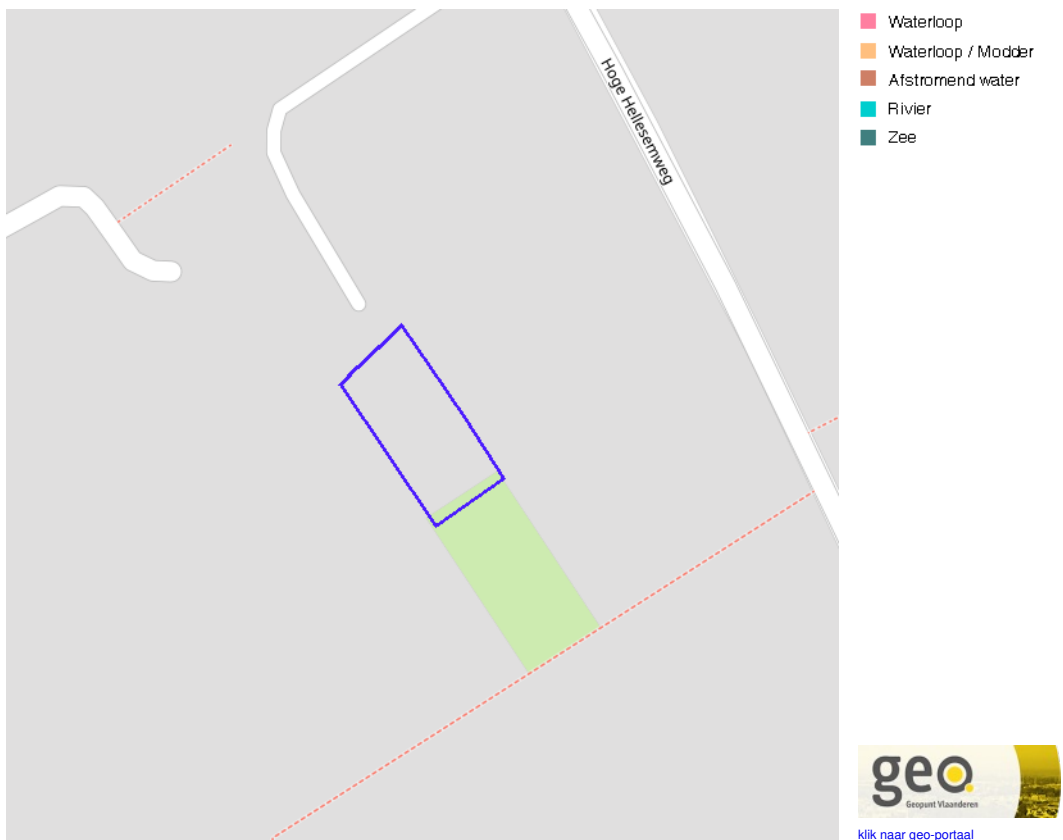 Hoge Hellesemweg
Waterloop
Waterloop / Modder
Afstromend water
Rivier
Zee
geo.
Geopunt Vlaanderen
klik naar geo-portaal